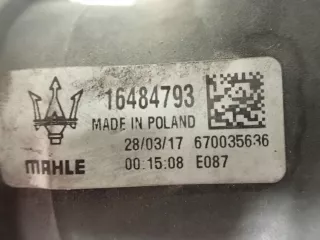 16484793
MADE IN POLAND
28/03/17 670035636
MAHLE 00:15:08 E087